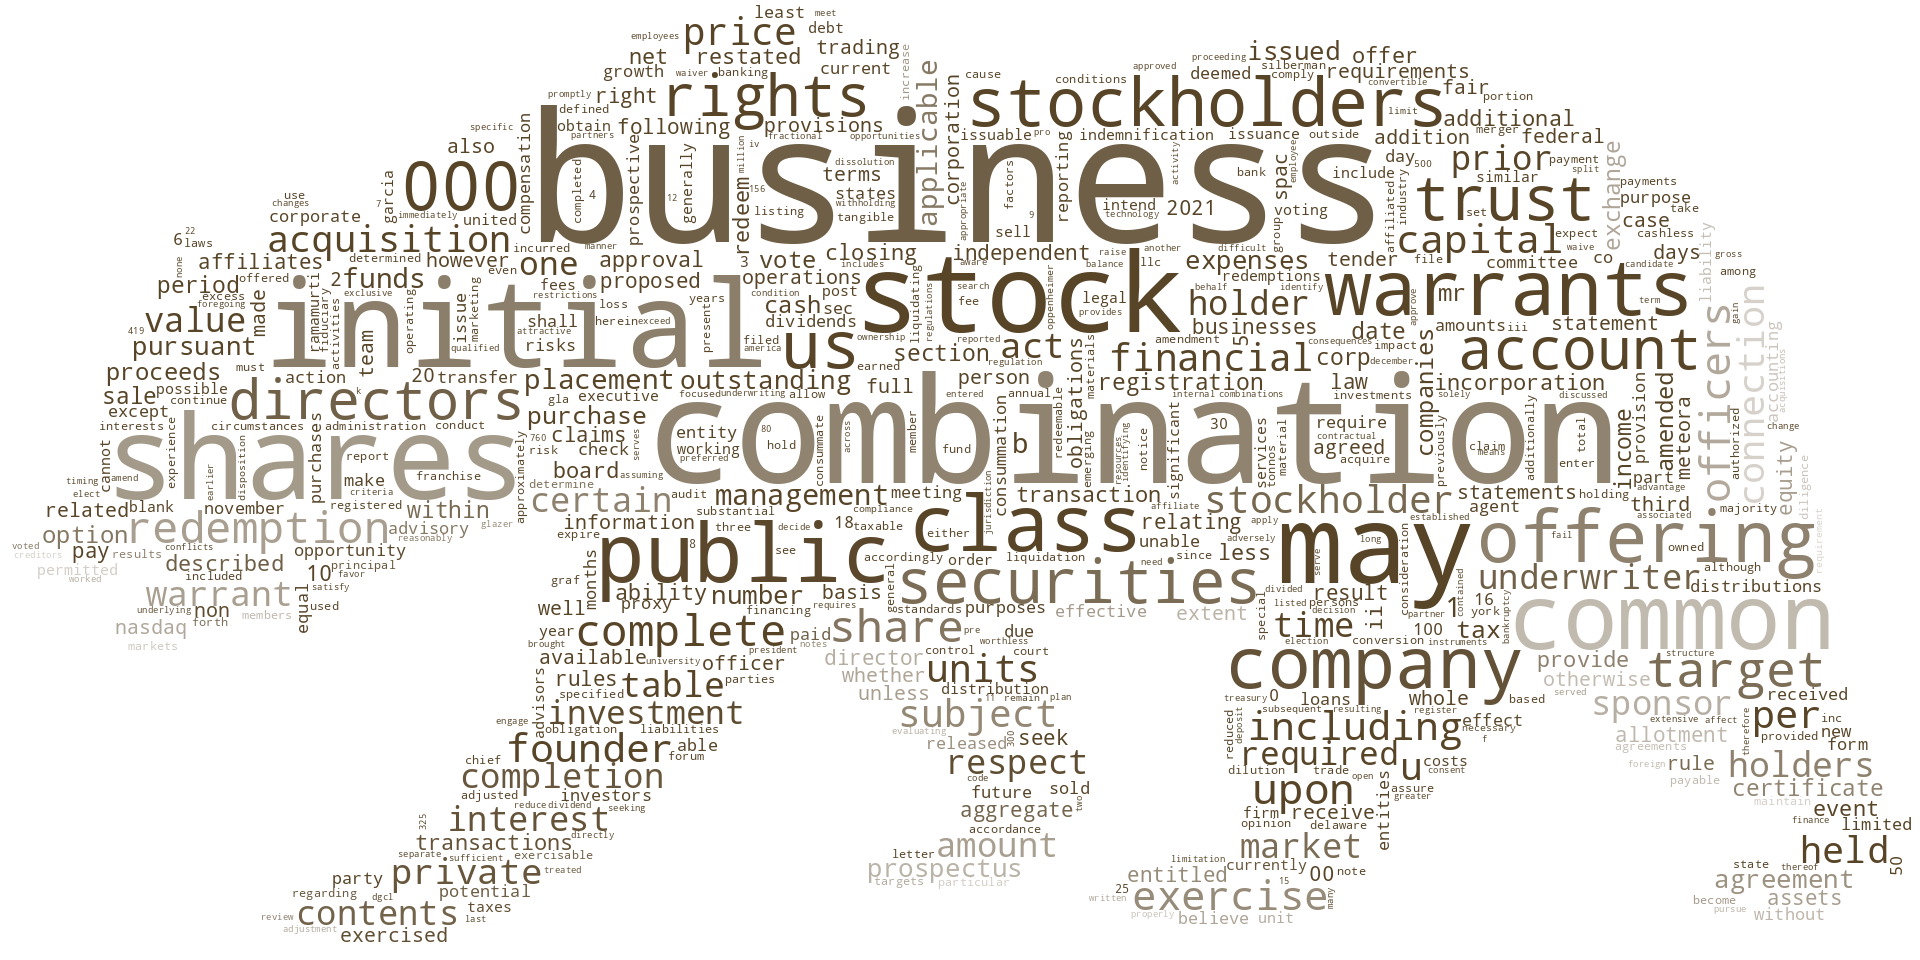 business
combination
initial
stock
shares
stockholders
warrants
may
public
company
common
trust
account
class
securities
offering
rights
000
us
directors
acquisition
redemption
capital
officers
founder
complete
share
units
subject
target
per
held
holders
sponsor
exercise
private
contents
interest
completion
investment
table
price
prior
financial
stockholder
warrant
underwriter
including
required
upon
market
amount
prospectus
respect
aggregate
time
tax
management
certain
value
pursuant
proceeds
funds
one
placement
outstanding
purchase
act
section
holder
businesses
expenses
applicable
connection
exchange
least
meet
employees
debt
net
restated
trading
growth
waiver
banking
current
increase
promptly
right
defined
obtain
following
provisions
specific
also
partners
fractional
opportunities
issued
offer
proceeding
approved
silberman
cause
conditions
deemed
comply
requirements
convertible
fair
portion
limit
additional
corporation
issuable
pro
indemnification
issuance
outside
addition
merger
federal
compensation
garcia
use
changes
corporate
immediately
united
completed
4
prospective
12
generally
redeem
million
156
iv
dissolution
terms
states
withholding
listing
tangible
appropriate
factors
9
reporting
activity
intend
technology
2021
bank
group
spac
employee
include
voting
affiliated
industry
day
500
similar
set
payment
split
payments
purpose
take
case
cashless
days
co
expect
waive
committee
file
tender
6
22
laws
7
affiliates
determined
however
incurred
manner
approval
vote
closing
sell
independent
period
none
offered
exclusive
2
even
fees
proposed
3
operations
includes
aware
raise
another
llc
difficult
redemptions
behalf
identify
mr
candidate
gross
among
liability
excess
foregoing
made
ramamurti
fiduciary
activities
operating
issue
marketing
restrictions
loss
years
condition
cash
sec
post
dividends
liquidating
regulations
search
fee
balance
oppenheimer
legal
provides
date
approve
amounts
iii
term
statement
gain
419
must
team
qualified
attractive
shall
herein
exceed
risks
present
filed
america
ownership
reported
regulation
amendment
obligations
materials
50
consequences
impact
corp
december
companies
sale
possible
continue
except
action
20
transfer
k
gla
executive
focused
underwriting
allow
earned
full
person
entered
annual
registration
internal
combinations
law
investments
incorporation
solely
discussed
interests
circumstances
administration
conduct
cannot
experience
earlier
disposition
purchases
report
make
criteria
franchise
approximately
760
risk
claims
check
serves
board
assuming
entity
working
80
hold
preferred
consummate
across
member
fund
consummation
b
redeemable
emerging
resources
identifying
notice
significant
material
services
tonnos
30
require
contractual
agreed
acquire
previously
claim
means
additionally
total
enter
income
provision
part
amended
meteora
advantage
authorized
accounting
change
acquisitions
equity
diligence
requirement
timing
elect
amend
related
blank
november
registered
within
option
advisory
glazer
reasonably
determine
audit
substantial
meeting
compliance
jurisdiction
transaction
affiliate
relating
apply
established
statements
holding
agent
third
associated
majority
voted
creditors
pay
results
conflicts
described
opportunity
information
expire
three
decide
see
18
taxable
accordingly
either
order
liquidation
unable
since
adversely
less
long
fail
owned
although
distributions
permitted
worked
included
10
principal
favor
satisfy
months
graf
8
ability
proxy
number
financing
basis
requires
general
standards
purposes
need
effective
extent
divided
serve
special
listed
persons
decision
result
il
consideration
partner
contained
1
16
york
bankruptcy
underlying
members
non
forth
equal
used
nasdaq
markets
well
year
brought
president
paid
notes
pre
worthless
due
control
court
election
conversion
100
instruments
structure
available
university
officer
director
whether
provide
otherwise
served
rules
specified
parties
unless
distribution
11
remain
plan
treasury
0
loans
whole
based
received
advisors
engage
obligation
liabilities
evaluating
reduced
deposit
subsequent
resulting
register
effect
necessary
f
extensive
affect
allotment
therefore
provided
inc
new
form
chief
able
forum
released
300
seek
u
costs
agreements
foreign
rule
payable
dilution
trade
open
consent
code
adjusted
investors
reduce
dividend
seeking
future
sold
two
entities
assure
greater
maintain
certificate
event
firm
receive
325
transactions
directly
accordance
opinion
delaware
finance
limited
separate
sufficient
exercisable
treated
letter
limitation
currently
00
note
state
thereof
50
party
potential
targets
particular
entitled
25
15
agreement
regarding
dgcl
taxes
written
many
become
assets
review
last
properly
believe
unit
pursue
without
adjustment
exercised